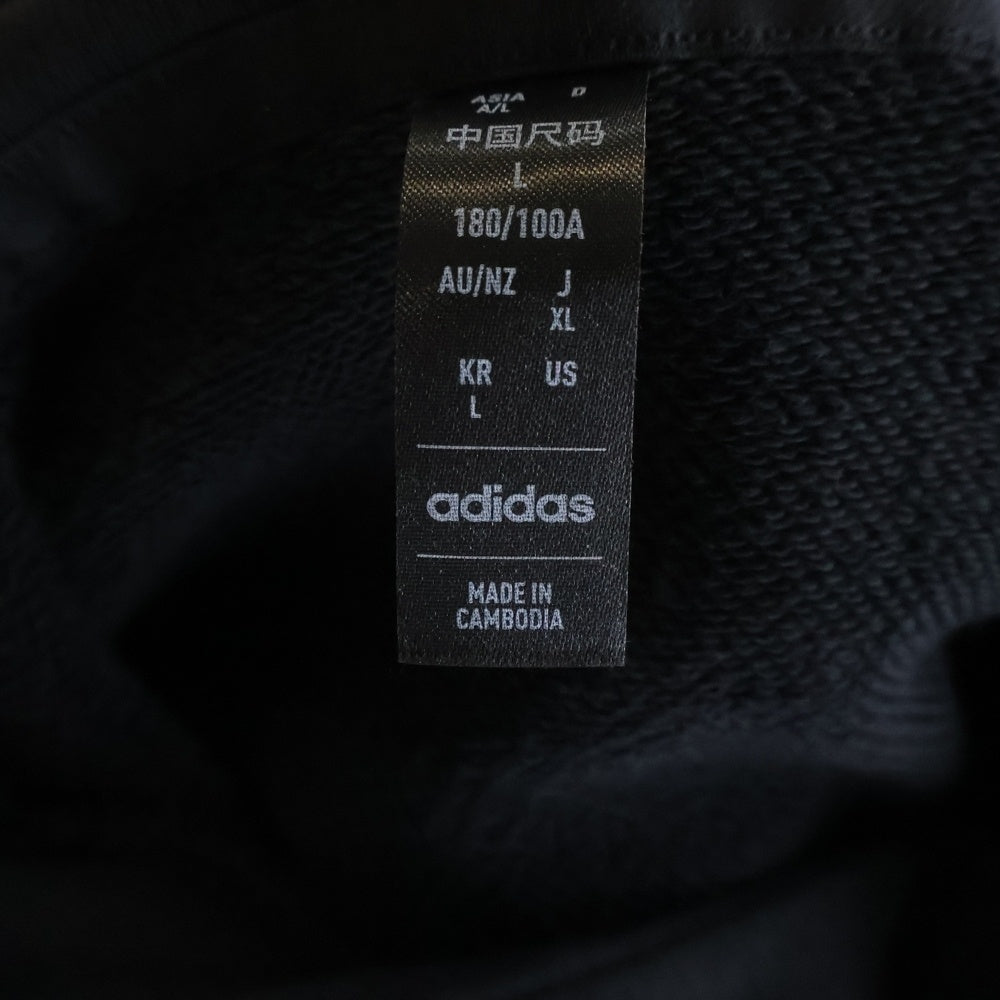 ASIA D
A/L
中国尺码
L
180/100A
AU/NZ J
XL
KR US
L
adidas
MADE IN
CAMBODIA